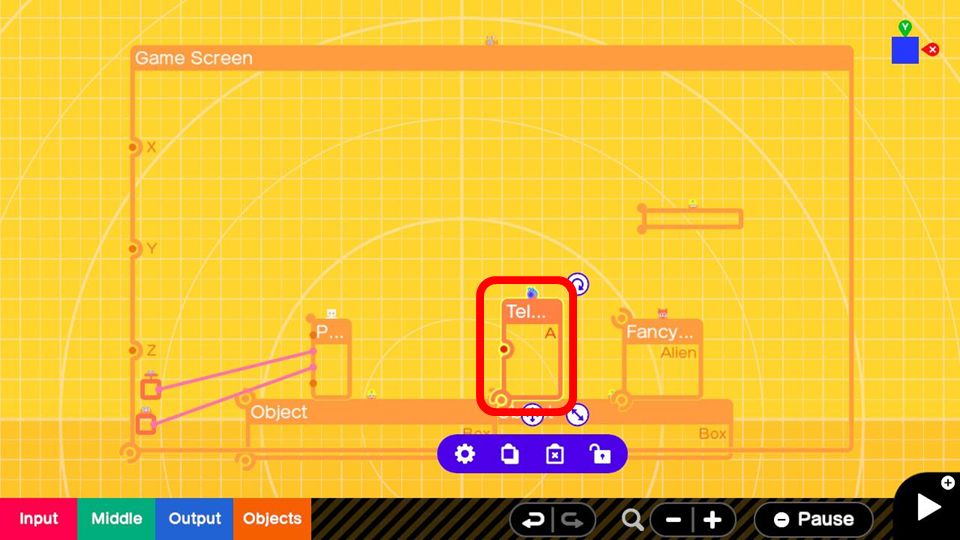 Y
X
Game Screen
X
Y
Tel...
A
P...
Fancy...
Alien
Z
Object
Box
Box
Input
Middle
Output
Objects
Pause